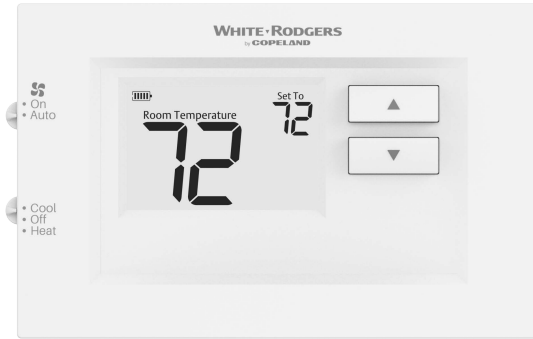 WHITE·RODGERS
by COPELAND
• On
• Auto
Set To
72
Room Temperature
72
• Cool
• Off
• Heat